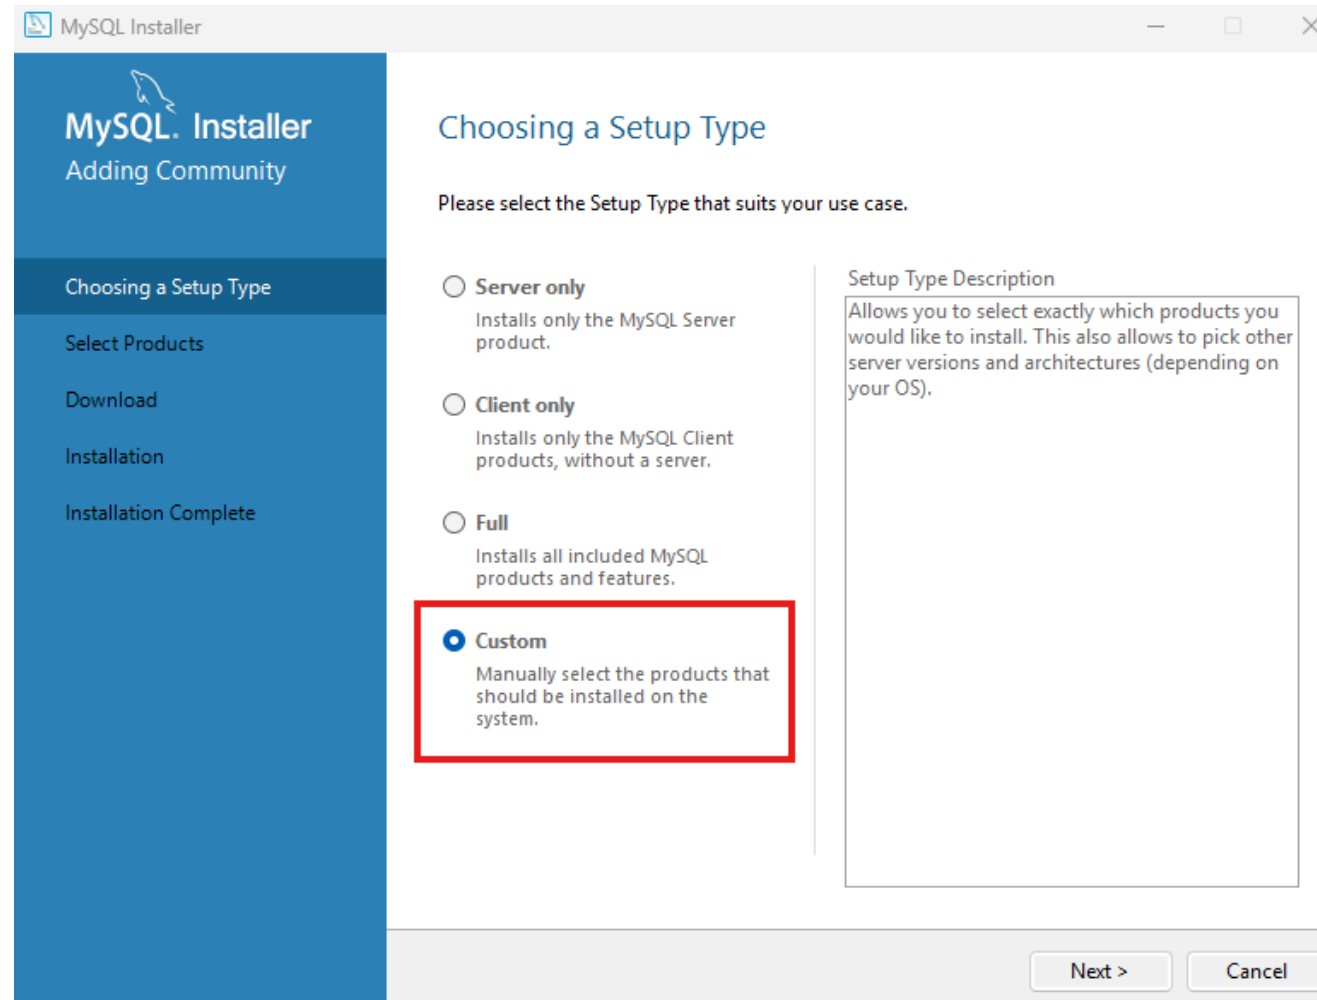 MySQL Installer
MySQL. Installer
Adding Community
Choosing a Setup Type
Select Products
Download
Installation
Installation Complete
Choosing a Setup Type
Please select the Setup Type that suits your use case.
Server only
Installs only the MySQL Server
product.
Client only
Installs only the MySQL Client
products, without a server.
Full
Installs all included MySQL
products and features.
Custom
Manually select the products that
should be installed on the
system.
Setup Type Description
Allows you to select exactly which products you
would like to install. This also allows to pick other
server versions and architectures (depending on
your OS).
Next >
Cancel